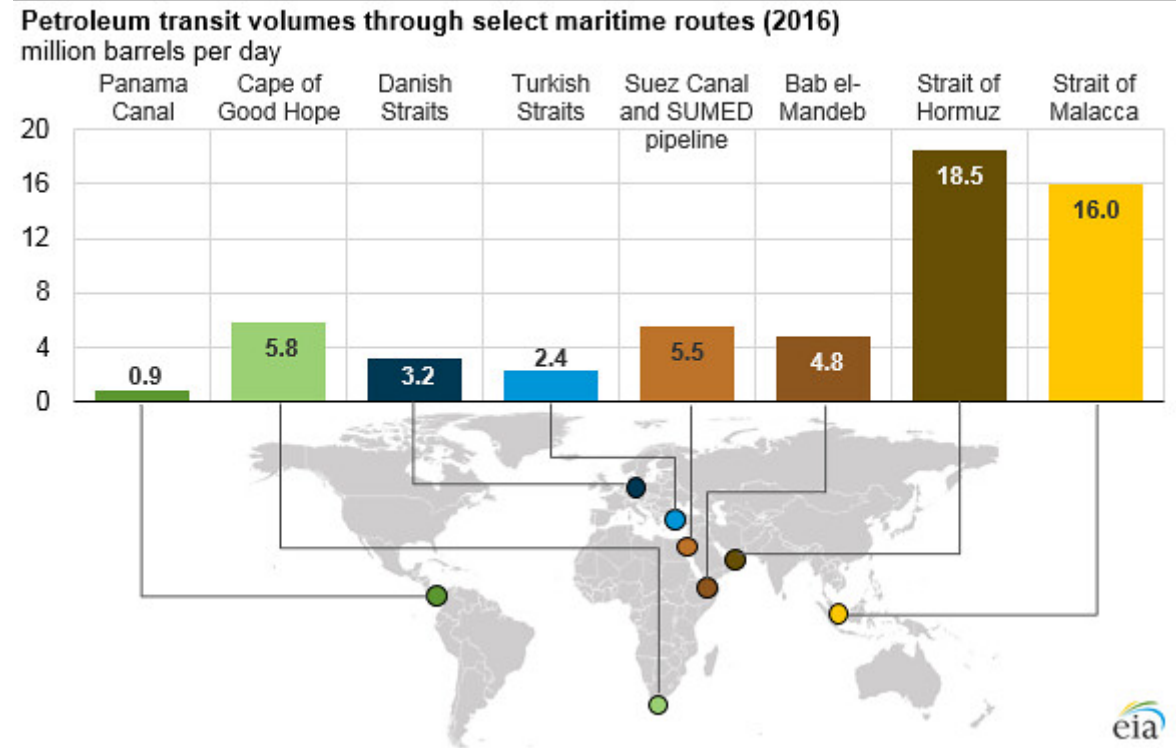 Petroleum transit volumes through select maritime routes (2016)
million barrels per day
Panama
Canal
Cape of
Good Hope
Danish
Straits
Turkish
Straits
Suez Canal
and SUMED
pipeline
Bab el-
Mandeb
Strait of
Hormuz
Strait of
Malacca
20
16
12
8
4
0
0.9
5.8
3.2
2.4
5.5
4.8
18.5
16.0
eia